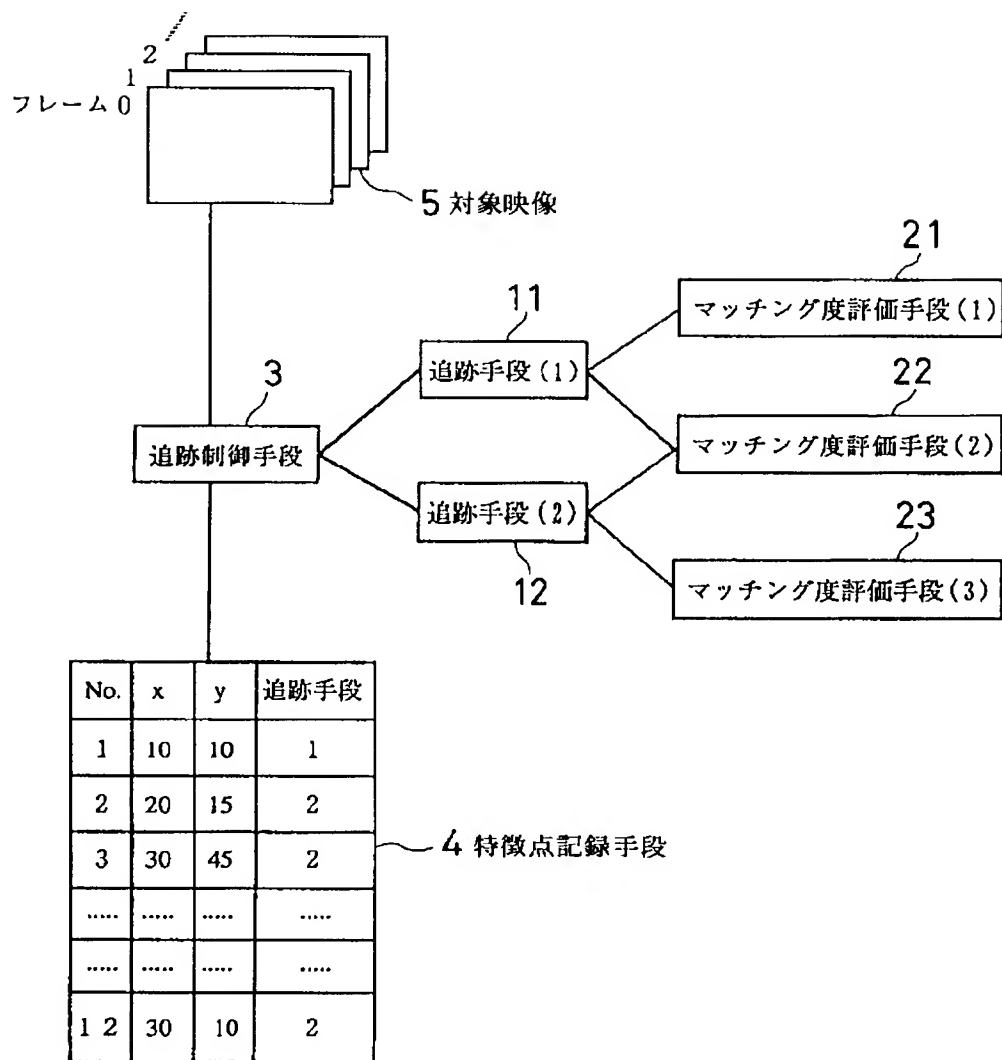 2
1
フレーム 0
5 対象映像
21
マッチング度評価手段(1)
11
追跡手段(1)
3
22
追跡制御手段
マッチング度評価手段(2)
追跡手段(2)
23
12
マッチング度評価手段(3)
No. x y 追跡手段
1 10 10 1
2 20 15 2
4 特徴点記録手段
3 30 45 2
..... ..... ..... .....
..... ..... ..... .....
1 2 30 10 2